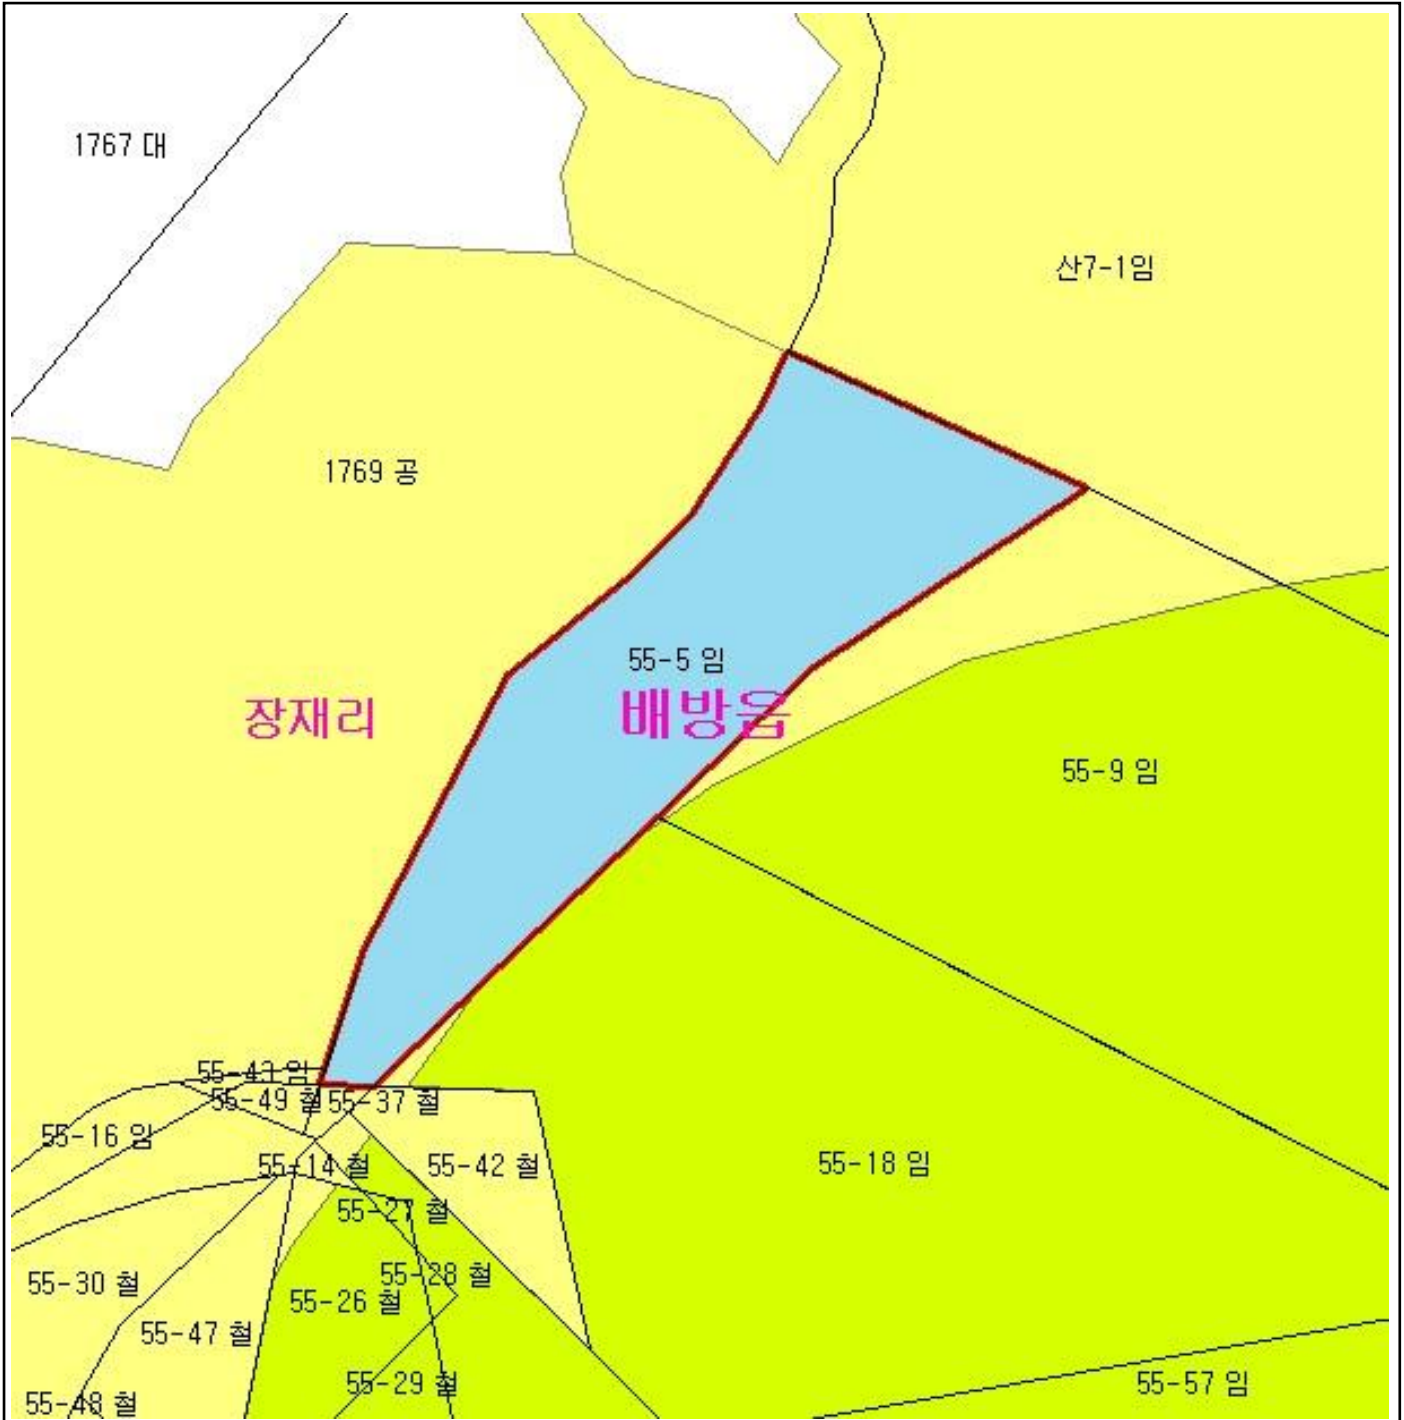 1767 대
산7-1임
1769 공
55-5 임
장재리
배방읍
55-9 임
55-43 임
55-49 철
55-37 철
55-16 임
55-14 철
55-42 철
55-18 임
55-27 철
55-28 철
55-30 철
55-26 철
55-47 철
55-29 철
55-57 임
55-48 철